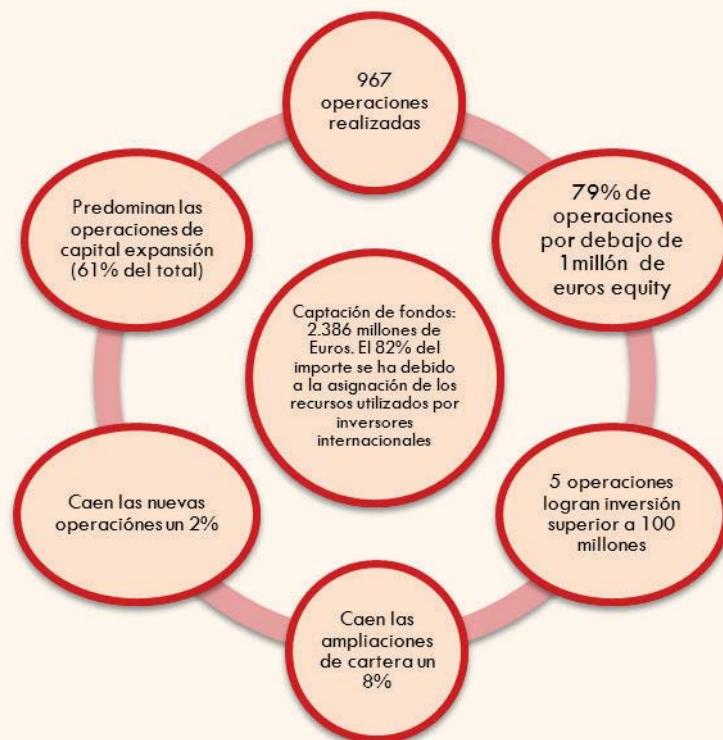 967
operaciones
realizadas
79% de
operaciones
por debajo de
1millón de
euros equity
5 operaciones
logran inversión
superior a 100
millones
Caen las
ampliaciones
de cartera un
8%
Caen las nuevas
operaciónes un 2%
Predominan las
operaciones de
capital expansión
(61% del total)
Captación de fondos:
2.386 millones de
Euros. El 82% del
importe se ha debido
a la asignación de los
recursos utilizados por
inversores
internacionales